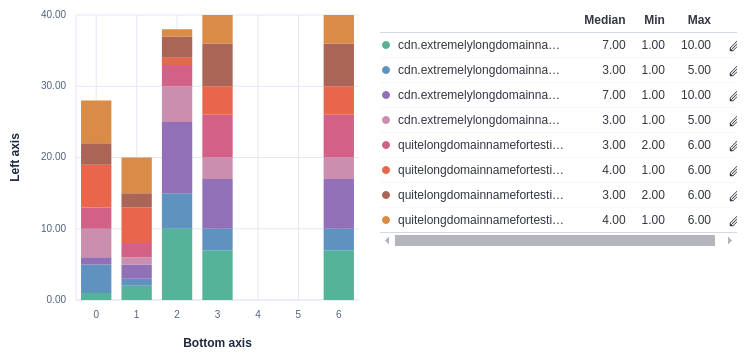 40.00
30.00
20.00
10.00
0.00
Left axis
0 1 2 3 4 5 6
Bottom axis
Median Min Max
cdn.extremelylongdomainna… 7.00 1.00 10.00
cdn.extremelylongdomainna… 3.00 1.00 5.00
cdn.extremelylongdomainna… 7.00 1.00 10.00
cdn.extremelylongdomainna… 3.00 1.00 5.00
quitelongdomainnamefortesti… 3.00 2.00 6.00
quitelongdomainnamefortesti… 4.00 1.00 6.00
quitelongdomainnamefortesti… 3.00 2.00 6.00
quitelongdomainnamefortesti… 4.00 1.00 6.00